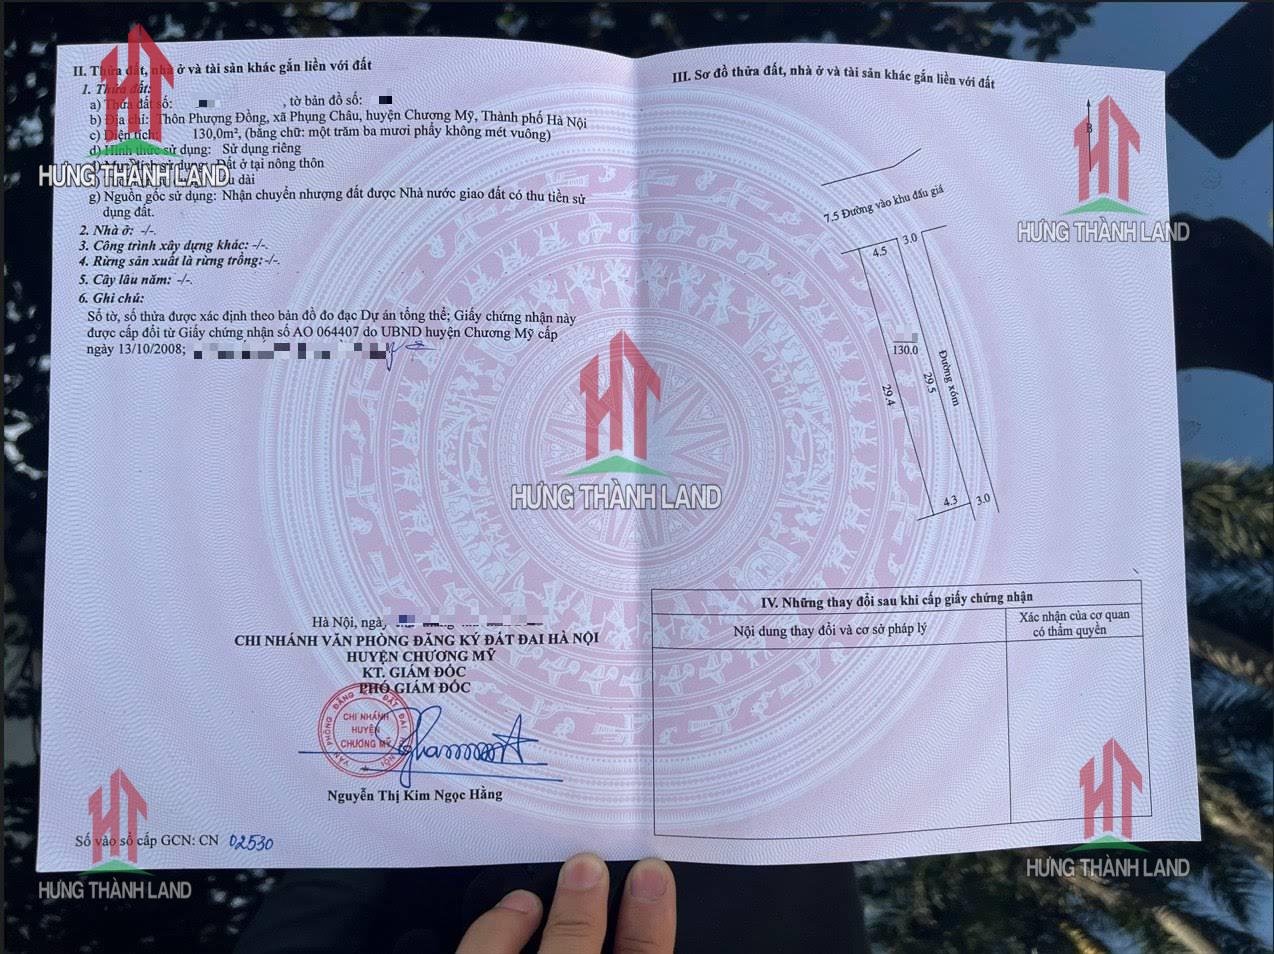 II. Thửa đất, nhà ở và tài sản khác gắn liền với đất
1. Thửa đất:
a) Thửa đất số: , tờ bản đồ số:
b) Địa chỉ: Thôn Phượng Đồng, xã Phụng Châu, huyện Chương Mỹ, Thành phố Hà Nội
c) Diện tích: 130,0m², (bằng chữ: một trăm ba mươi phẩy không mét vuông)
d) Hình thức sử dụng: Sử dụng riêng
Đất ở tại nông thôn
dài
g) Nguồn gốc sử dụng: Nhận chuyển nhượng đất được Nhà nước giao đất có thu tiền sử
dụng đất.
2. Nhà ở: -/-.
3. Công trình xây dựng khác: -/-.
4. Rừng sản xuất là rừng trồng: -/-.
5. Cây lâu năm: -/-.
6. Ghi chú:
Số tờ, số thửa được xác định theo bản đồ đo đạc Dự án tổng thể; Giấy chứng nhận này
được cấp đổi từ Giấy chứng nhận số AO 064407 do UBND huyện Chương Mỹ cấp
ngày 13/10/2008;
Hà Nội, ngày
CHI NHÁNH VĂN PHÒNG ĐĂNG KÝ ĐẤT ĐAI HÀ NỘI
HUYỆN CHƯƠNG MỸ
KT. GIÁM ĐỐC
PHÓ GIÁM ĐỐC
VĂN PHÒNG ĐĂNG KÝ ĐẤT ĐAI HÀ NỘI
CHI NHÁNH
HUYỆN
CHƯƠNG MỸ
Nguyễn Thị Kim Ngọc Hằng
Số vào sổ cấp GCN: CN 02530
III. Sơ đồ thửa đất, nhà ở và tài sản khác gắn liền với đất
B
7.5 Đường vào khu đấu giá
4.5
3.0
130.0
29.4
29.5
Đường xóm
4.3
3.0
IV. Những thay đổi sau khi cấp giấy chứng nhận
Nội dung thay đổi và cơ sở pháp lý
Xác nhận của cơ quan
có thẩm quyền
HƯNG THÀNH LAND
HƯNG THÀNH LAND
HƯNG THÀNH LAND
HƯNG THÀNH LAND
HƯNG THÀNH LAND